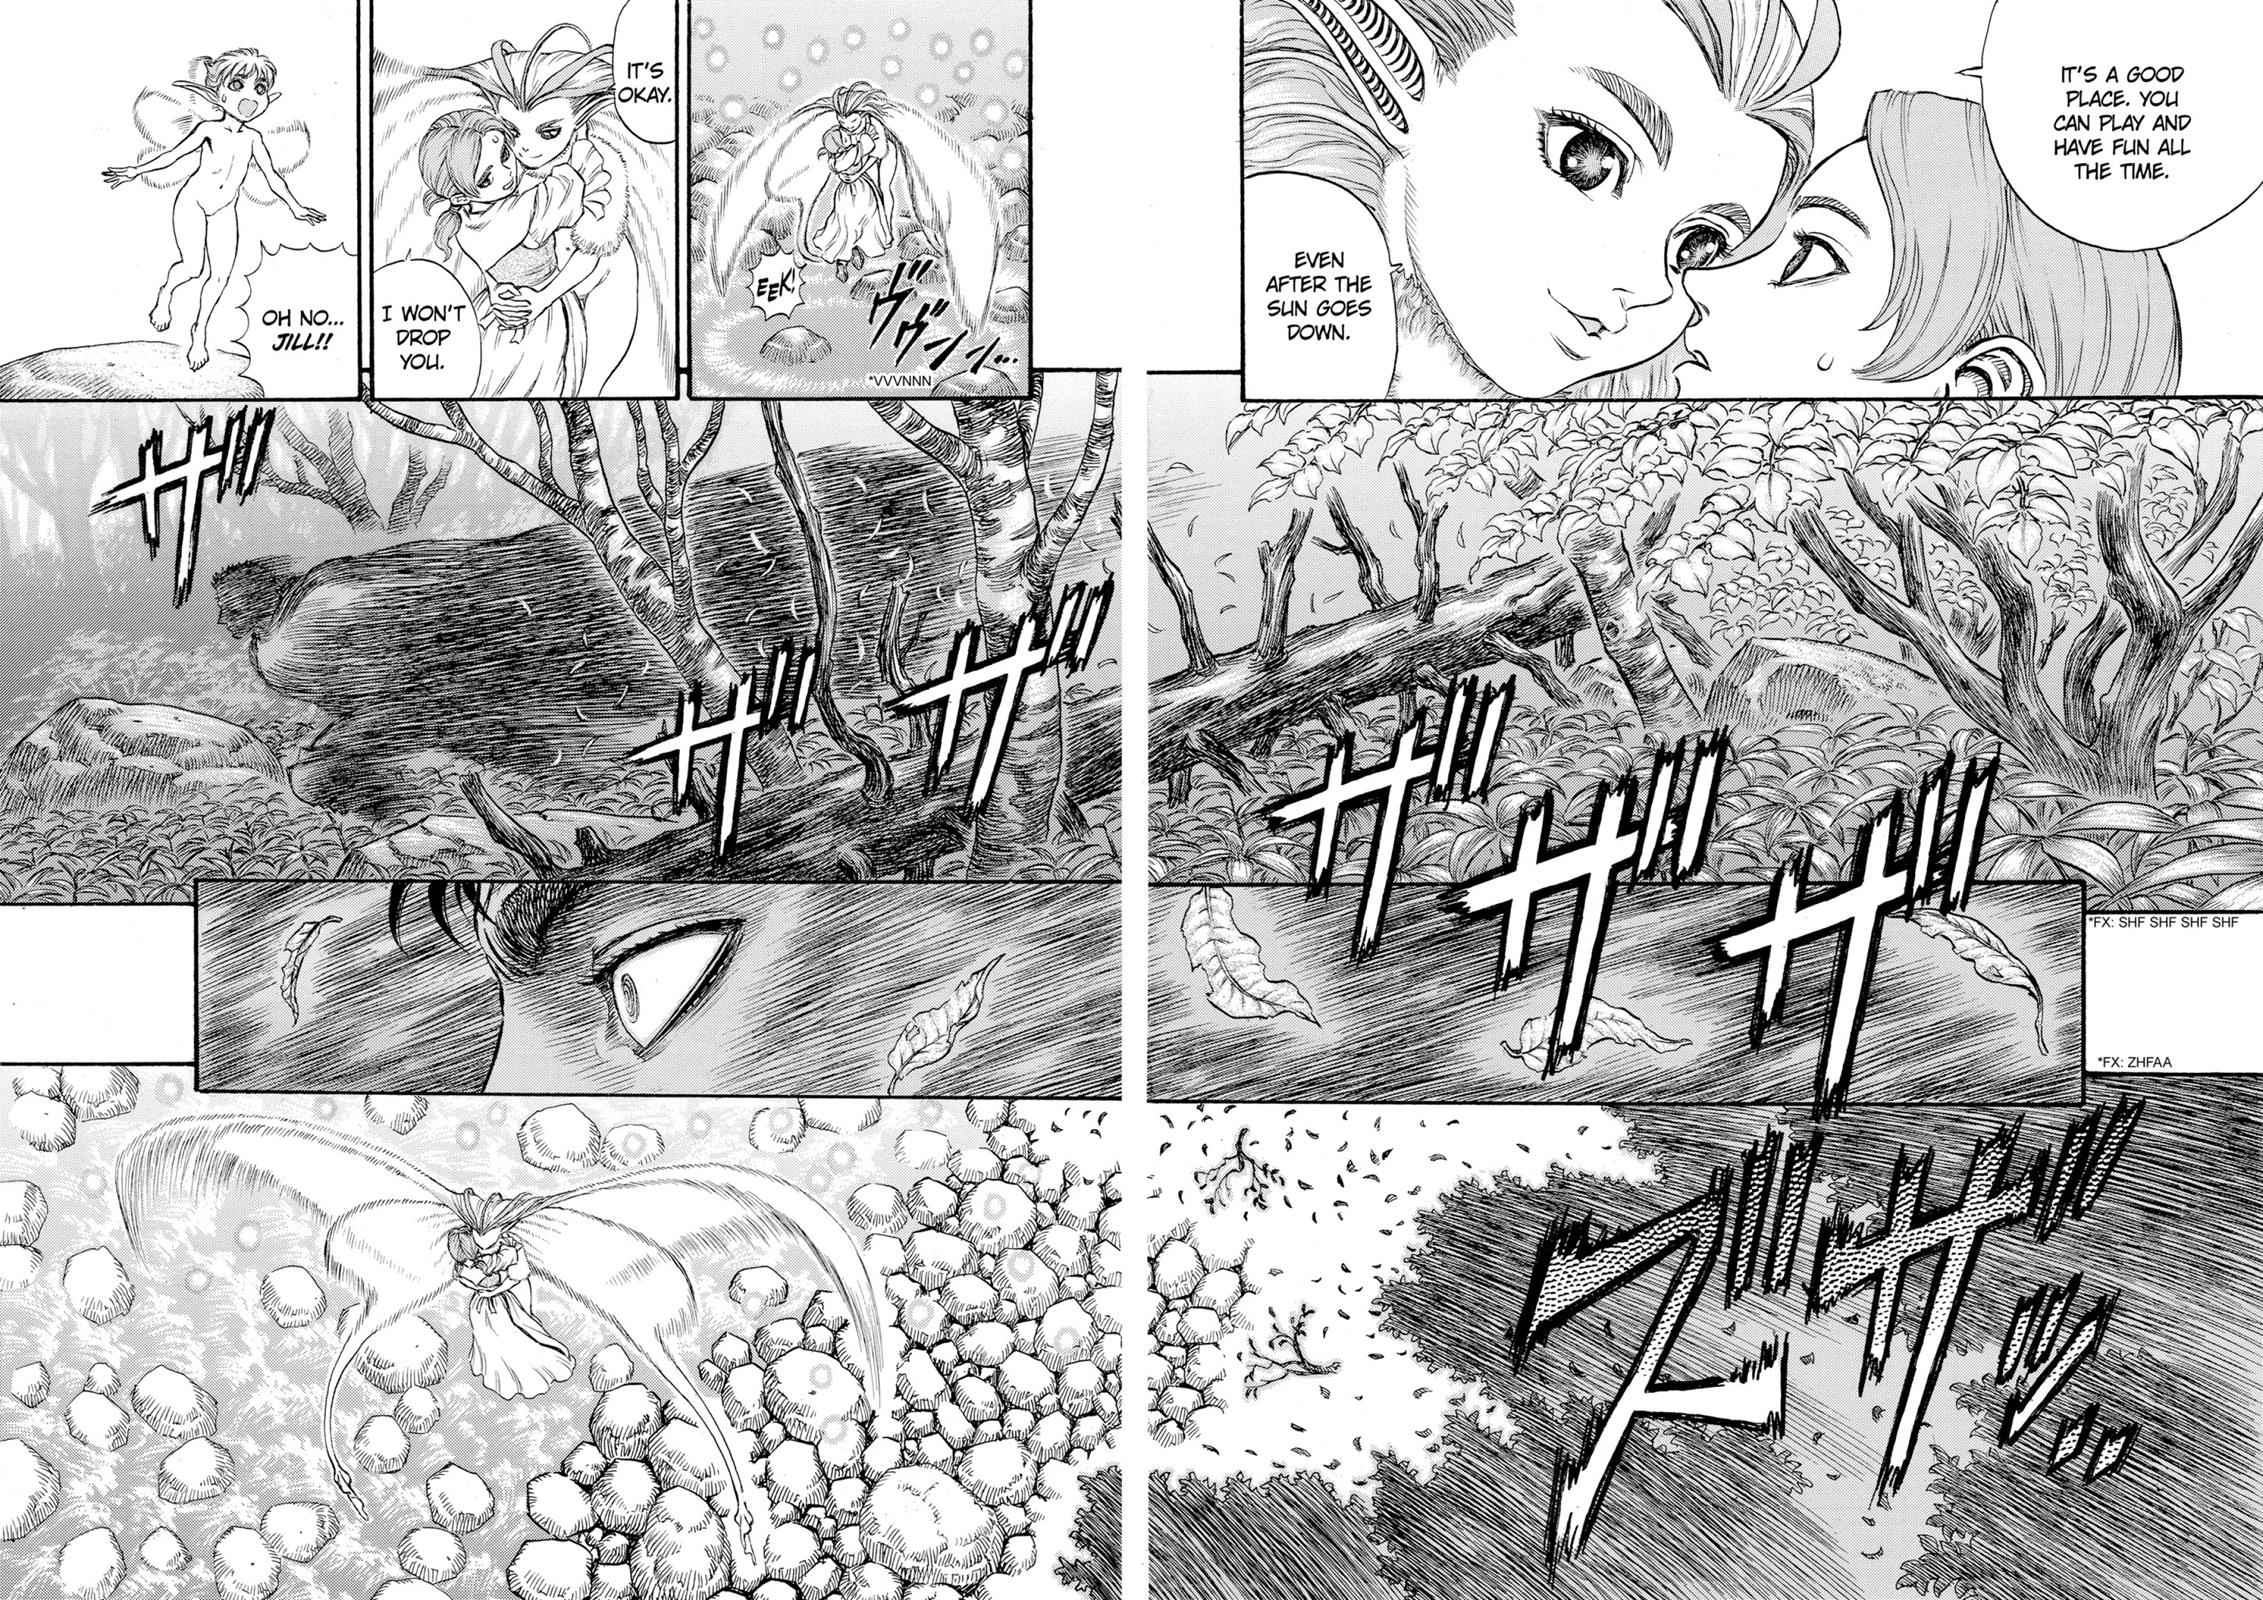 IT'S A GOOD
PLACE. YOU
CAN PLAY AND
HAVE FUN ALL
THE TIME.
EVEN
AFTER THE
SUN GOES
DOWN.
EEK!
ヴヴンン...
*VVVNNN
IT'S
OKAY.
I WON'T
DROP
YOU.
OH NO...
JILL!!
ザ
ザ
ザ
ザ
ザ
ザ
*FX: SHF SHF SHF SHF
*FX: ZHFAA
ズザッ